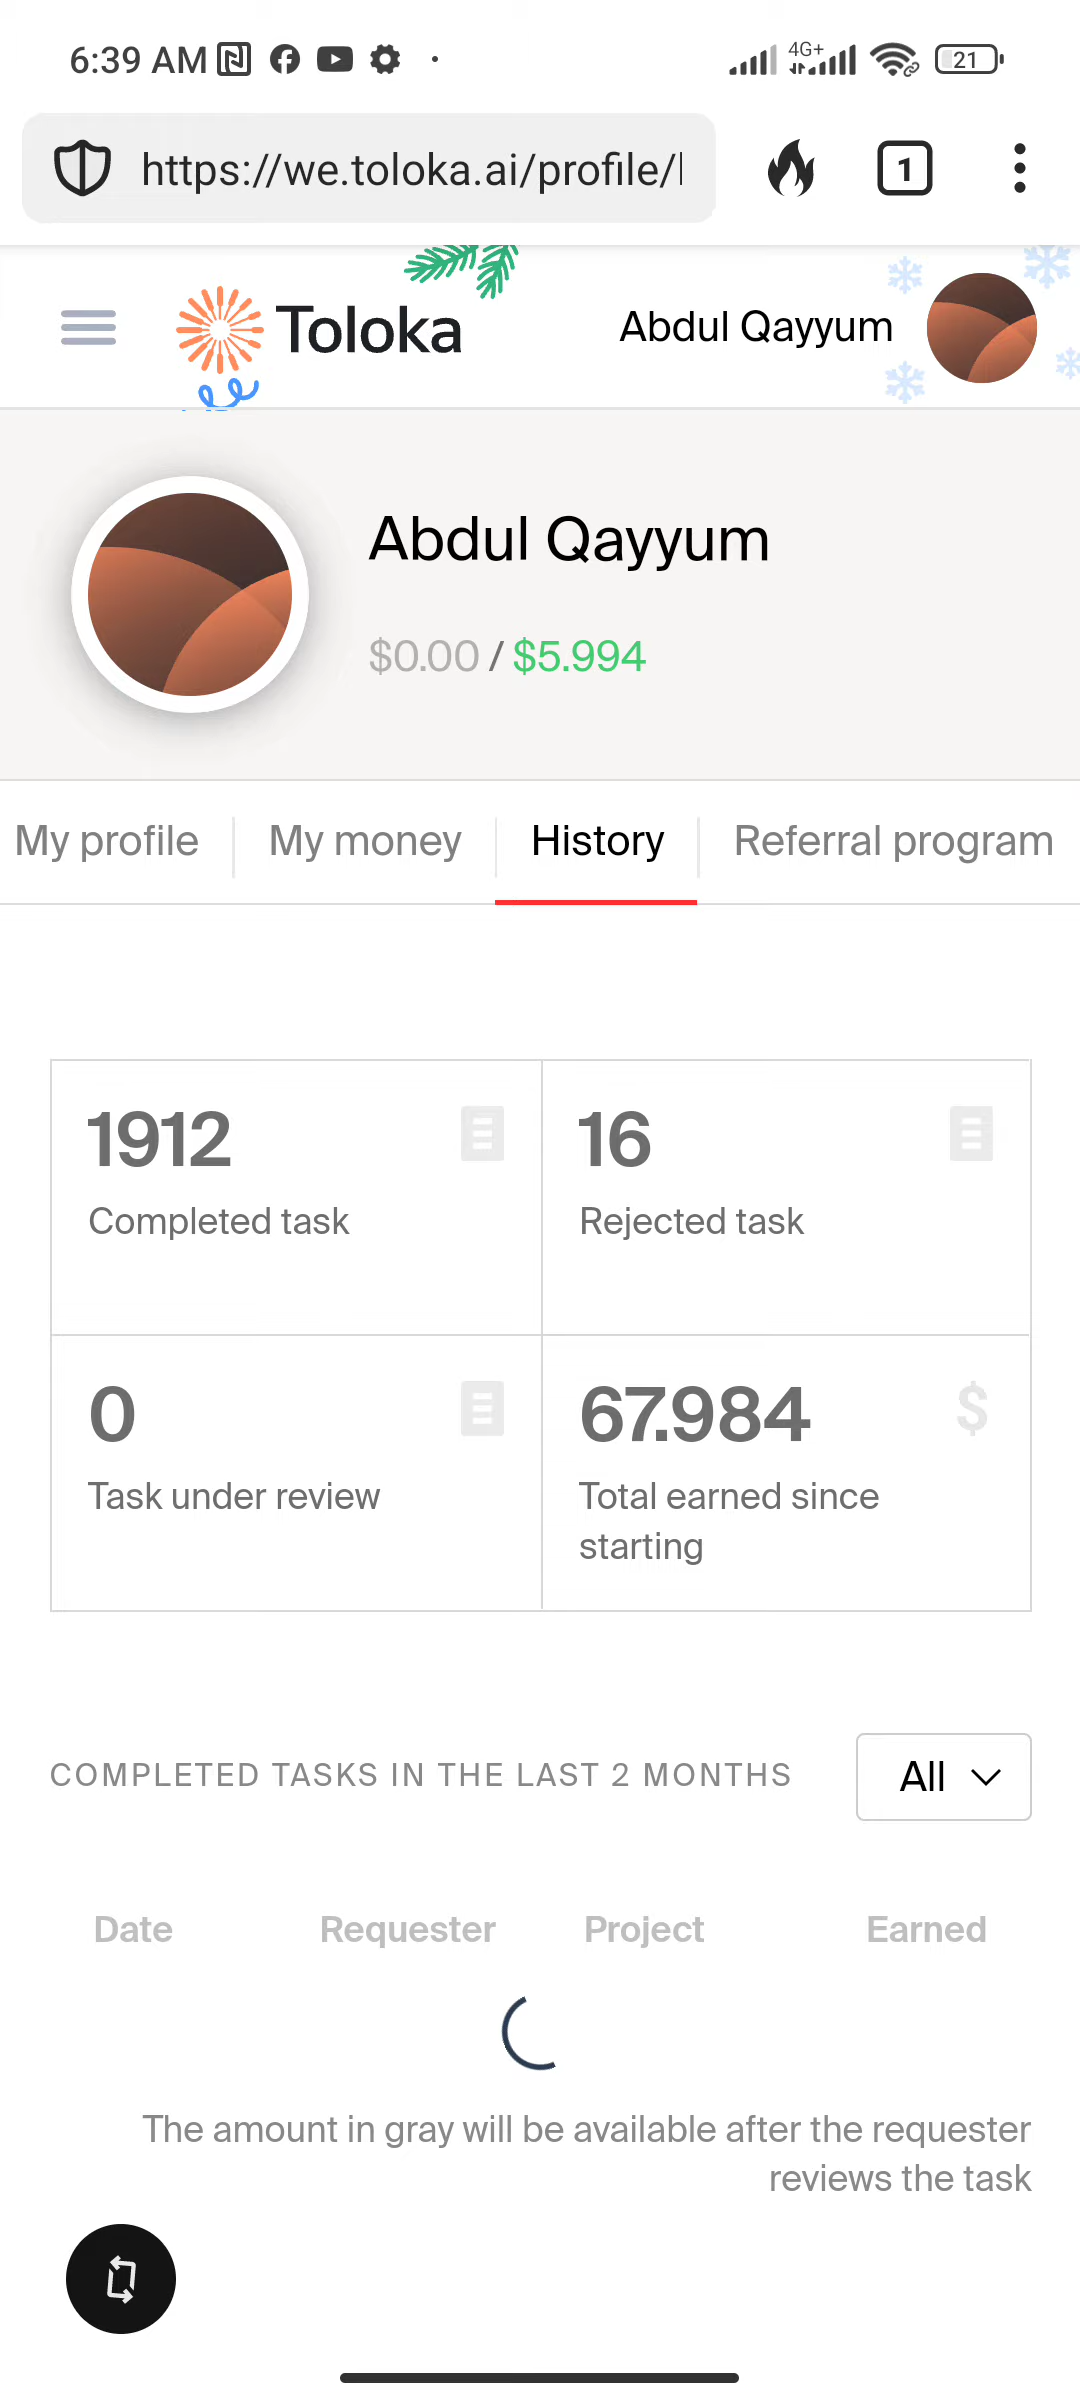 6:39 AM
4G+
21
https://we.toloka.ai/profile/
1
Toloka
Abdul Qayyum
Abdul Qayyum
$0.00 / $5.994
My profile
My money
History
Referral program
1912
Completed task
16
Rejected task
0
Task under review
67.984
$
Total earned since
starting
COMPLETED TASKS IN THE LAST 2 MONTHS
All
Date
Requester
Project
Earned
The amount in gray will be available after the requester
reviews the task